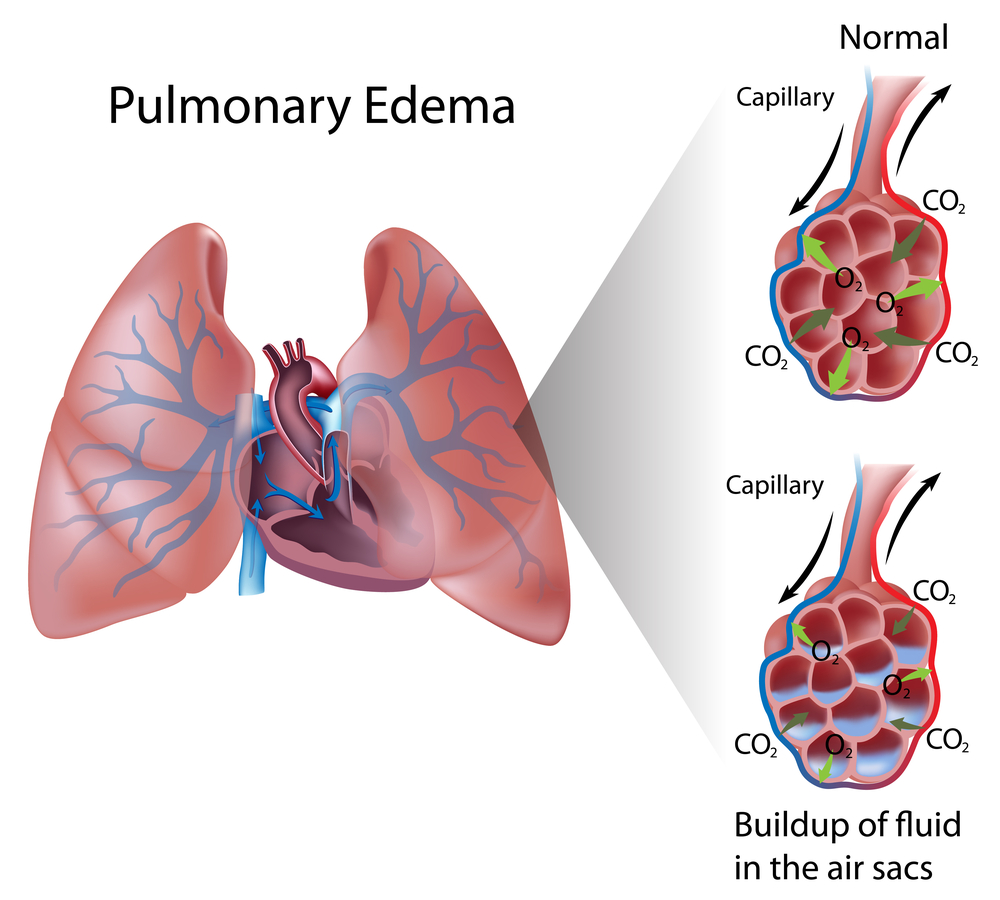 Pulmonary Edema
Normal
Capillary
CO₂
O₂
O₂
O₂
CO₂
CO₂
Capillary
CO₂
O₂
O₂
CO₂
O₂
CO₂
Buildup of fluid
in the air sacs